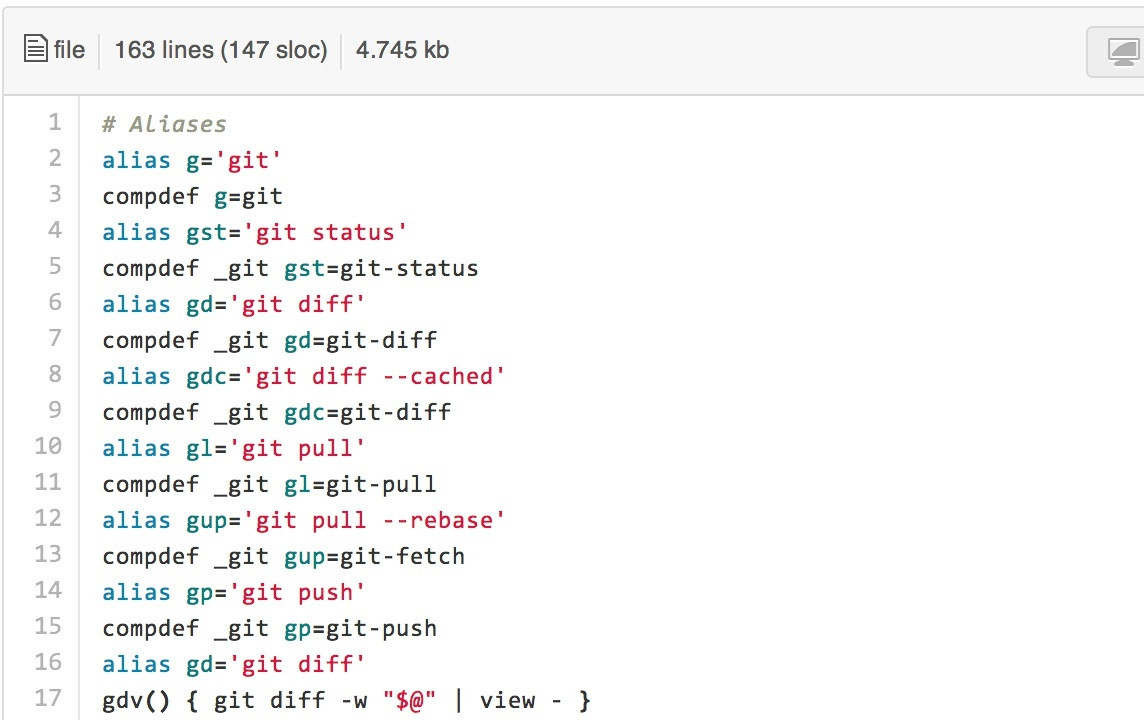 file 163 lines (147 sloc) 4.745 kb
1 # Aliases
2 alias g='git'
3 compdef g=git
4 alias gst='git status'
5 compdef _git gst=git-status
6 alias gd='git diff'
7 compdef _git gd=git-diff
8 alias gdc='git diff --cached'
9 compdef _git gdc=git-diff
10 alias gl='git pull'
11 compdef _git gl=git-pull
12 alias gup='git pull --rebase'
13 compdef _git gup=git-fetch
14 alias gp='git push'
15 compdef _git gp=git-push
16 alias gd='git diff'
17 gdv() { git diff -w "$@" | view - }